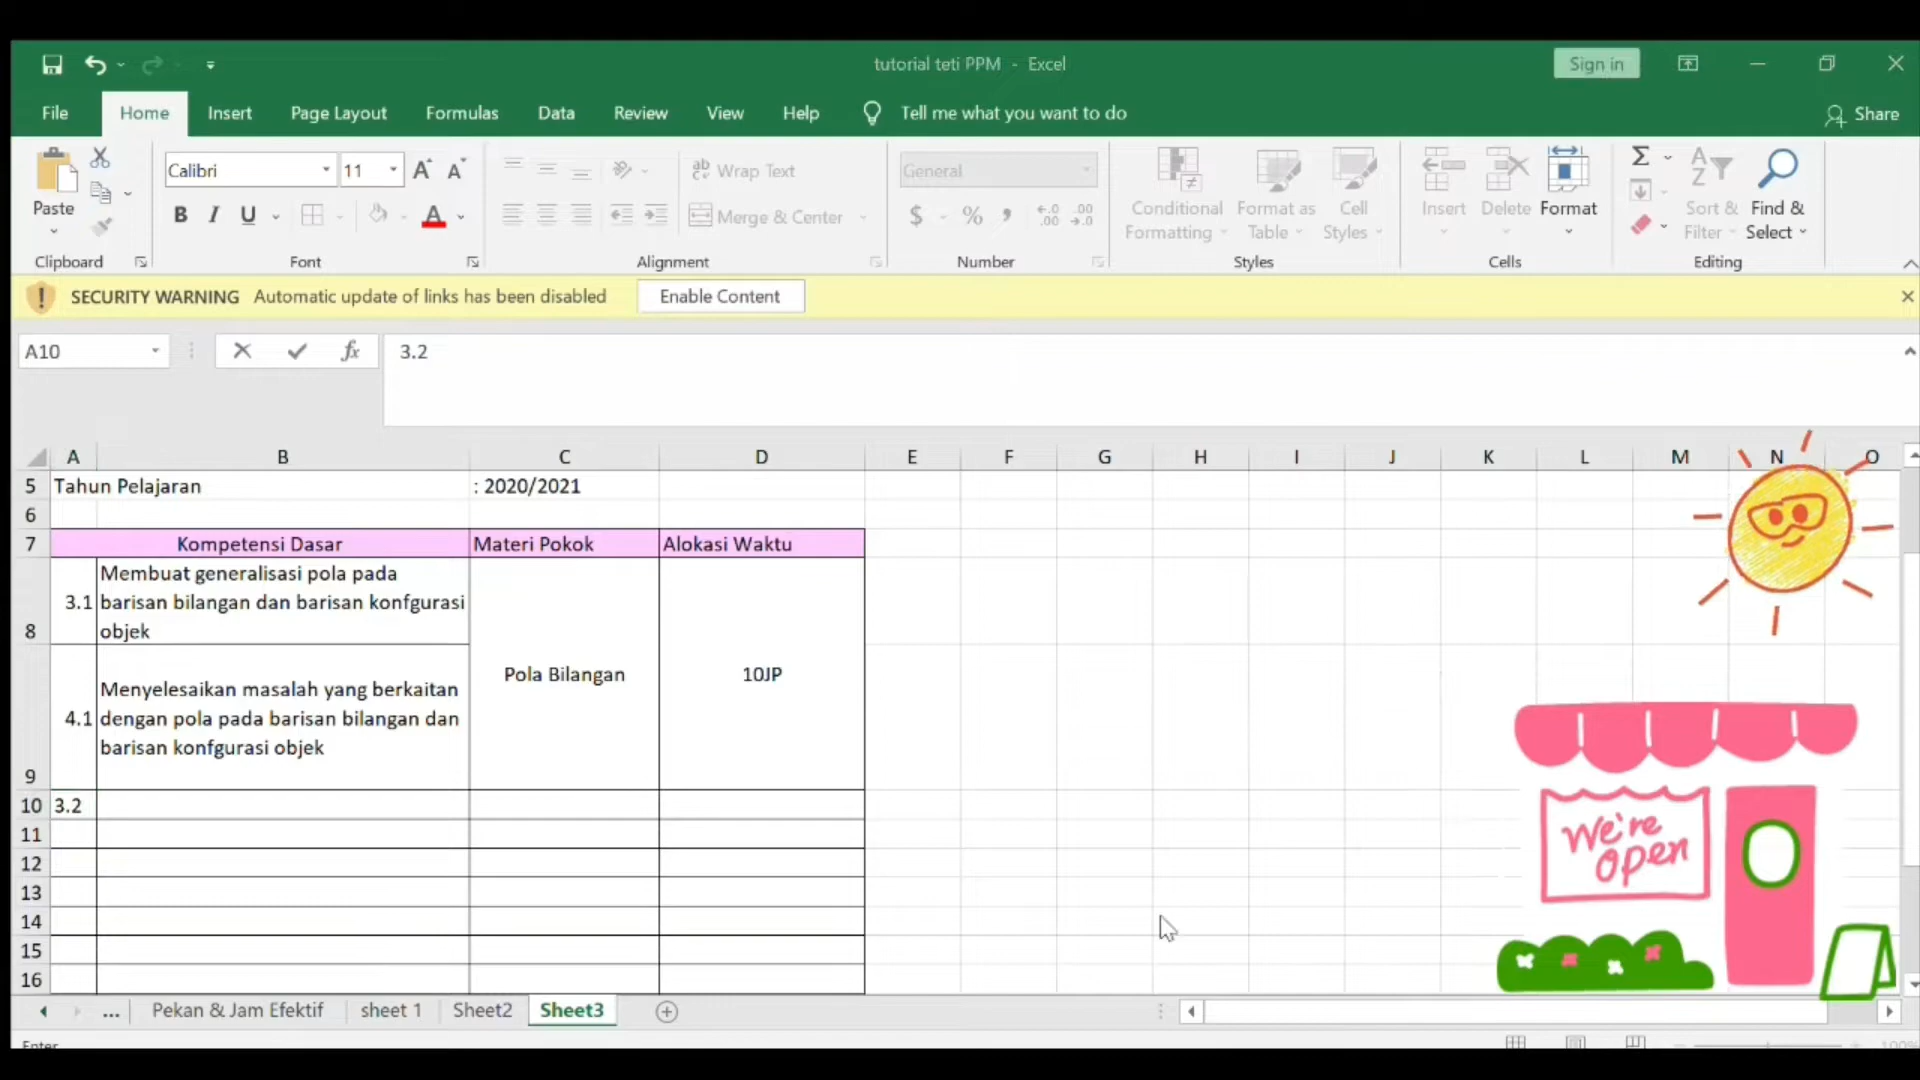 tutorial teti PPM - Excel
Sign in
File Home Insert Page Layout Formulas Data Review View Help Tell me what you want to do Share
Paste
Calibri 11
B I U A
Wrap Text
Merge & Center
General
$ % ,
Conditional Formatting
Format as Table
Cell Styles
Insert Delete Format
Sort & Filter
Find & Select
Clipboard Font Alignment Number Styles Cells Editing
SECURITY WARNING Automatic update of links has been disabled Enable Content
A10 fx 3.2
A B C D E F G H I J K L M N O
5 Tahun Pelajaran : 2020/2021
6
7 Kompetensi Dasar Materi Pokok Alokasi Waktu
Membuat generalisasi pola pada
3.1 barisan bilangan dan barisan konfgurasi
8 objek
Pola Bilangan 10JP
Menyelesaikan masalah yang berkaitan
4.1 dengan pola pada barisan bilangan dan
barisan konfgurasi objek
9
10 3.2
11
12
13
14
15
16
We're
Open
... Pekan & Jam Efektif sheet 1 Sheet2 Sheet3
Enter
100%